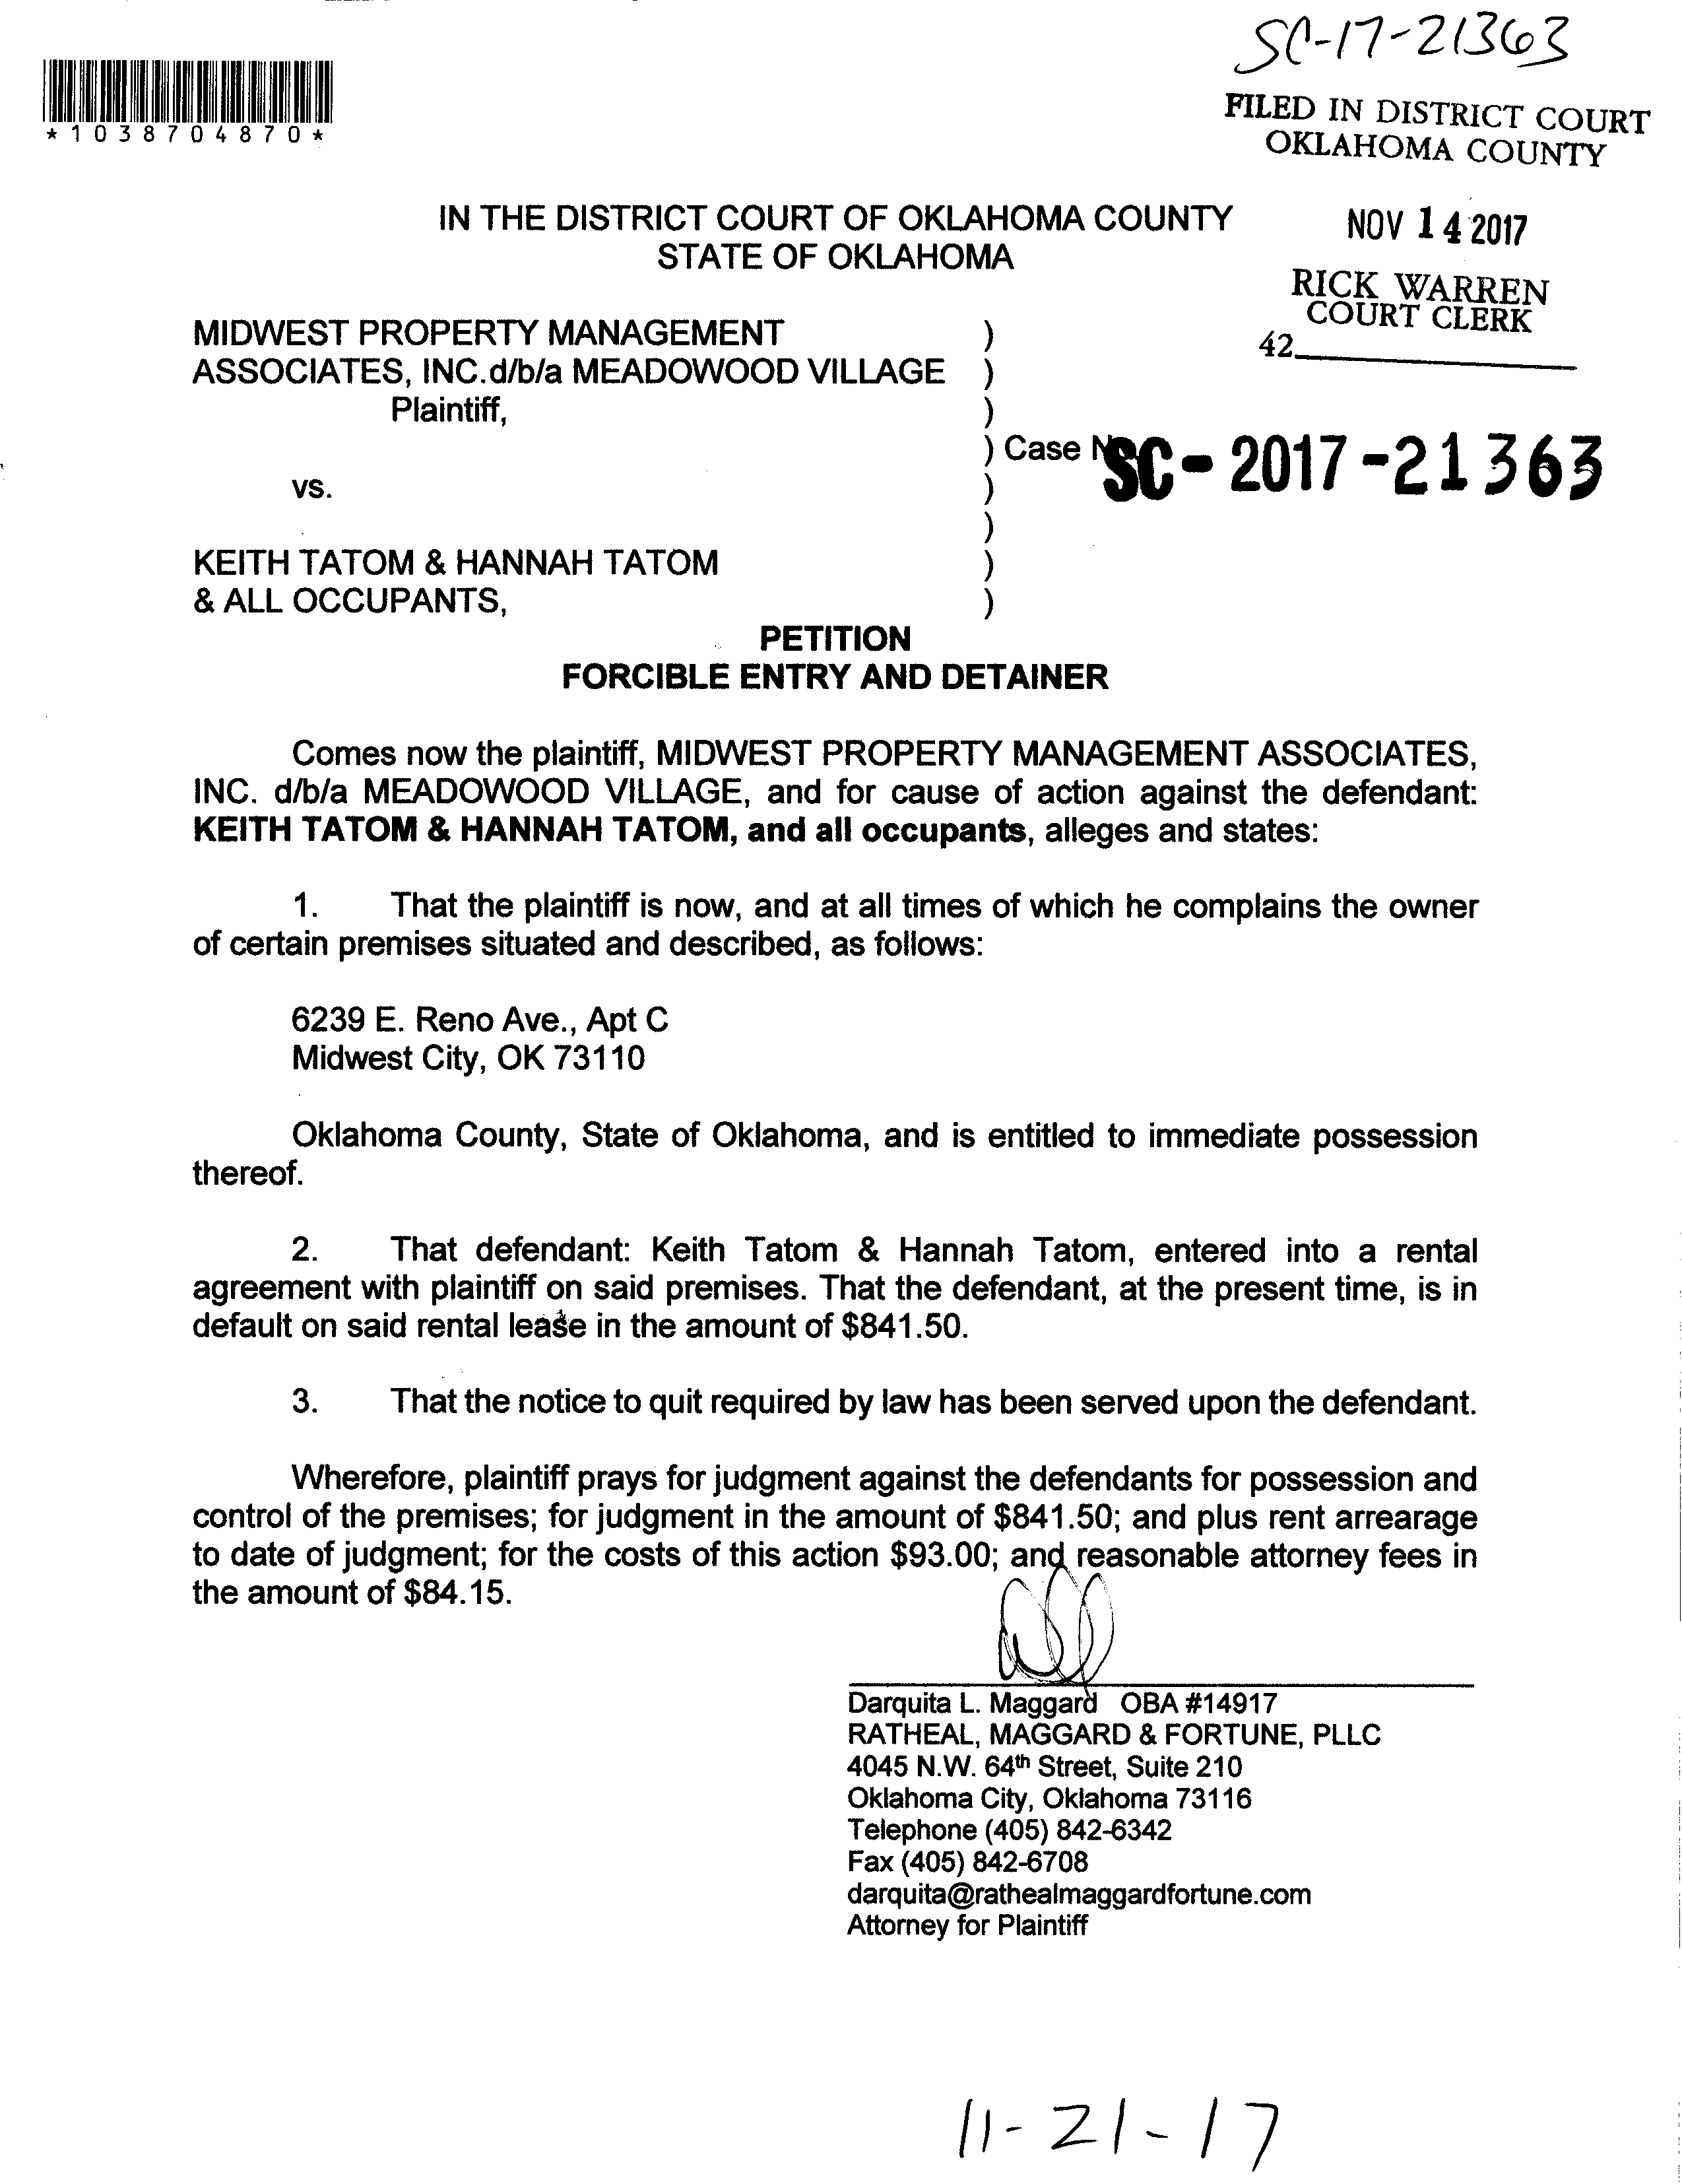 SC-17-21363
*1038704870*
FILED IN DISTRICT COURT
OKLAHOMA COUNTY
IN THE DISTRICT COURT OF OKLAHOMA COUNTY
STATE OF OKLAHOMA
NOV 14 2017
RICK WARREN
COURT CLERK
42
MIDWEST PROPERTY MANAGEMENT )
ASSOCIATES, INC.d/b/a MEADOWOOD VILLAGE )
Plaintiff, )
) Case SC-2017-21363
vs. )
)
KEITH TATOM & HANNAH TATOM )
& ALL OCCUPANTS, )
PETITION
FORCIBLE ENTRY AND DETAINER
Comes now the plaintiff, MIDWEST PROPERTY MANAGEMENT ASSOCIATES,
INC. d/b/a MEADOWOOD VILLAGE, and for cause of action against the defendant:
KEITH TATOM & HANNAH TATOM, and all occupants, alleges and states:
1. That the plaintiff is now, and at all times of which he complains the owner
of certain premises situated and described, as follows:
6239 E. Reno Ave., Apt C
Midwest City, OK 73110
Oklahoma County, State of Oklahoma, and is entitled to immediate possession
thereof.
2. That defendant: Keith Tatom & Hannah Tatom, entered into a rental
agreement with plaintiff on said premises. That the defendant, at the present time, is in
default on said rental lease in the amount of $841.50.
3. That the notice to quit required by law has been served upon the defendant.
Wherefore, plaintiff prays for judgment against the defendants for possession and
control of the premises; for judgment in the amount of $841.50; and plus rent arrearage
to date of judgment; for the costs of this action $93.00; and reasonable attorney fees in
the amount of $84.15.
Darquita L. Maggard OBA #14917
RATHEAL, MAGGARD & FORTUNE, PLLC
4045 N.W. 64th Street, Suite 210
Oklahoma City, Oklahoma 73116
Telephone (405) 842-6342
Fax (405) 842-6708
darquita@rathealmaggardfortune.com
Attorney for Plaintiff
11-21-17